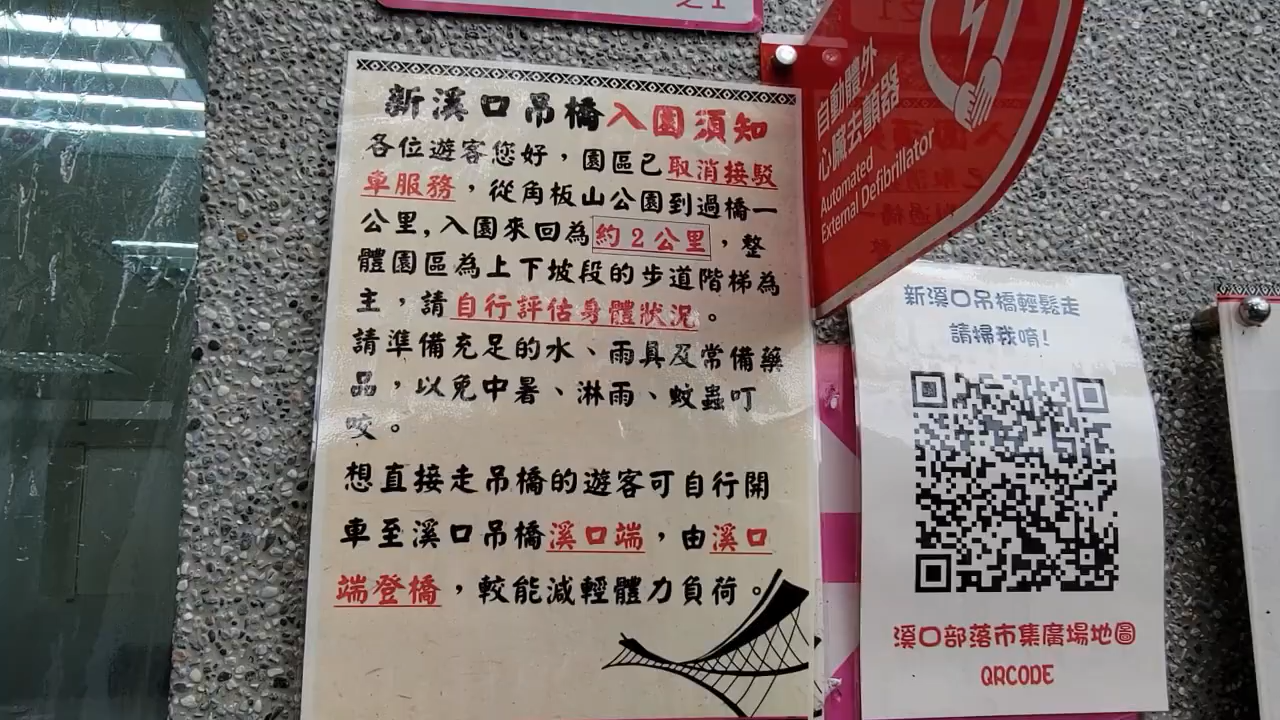 之1
新溪口吊橋入園須知
各位遊客您好，園區已取消接駁
車服務，從角板山公園到過橋一
公里,入園來回為約2公里，整
體園區為上下坡段的步道階梯為
主，請自行評估身體狀況。
請準備充足的水、雨具及常備藥
品，以免中暑、淋雨、蚊蟲叮
咬。
想直接走吊橋的遊客可自行開
車至溪口吊橋溪口端，由溪口
端登橋，較能減輕體力負荷。
自動體外
心臟去顫器
Automated
External Defibrillator
新溪口吊橋輕鬆走
請掃我唷!
溪口部落市集廣場地圖
QRCODE